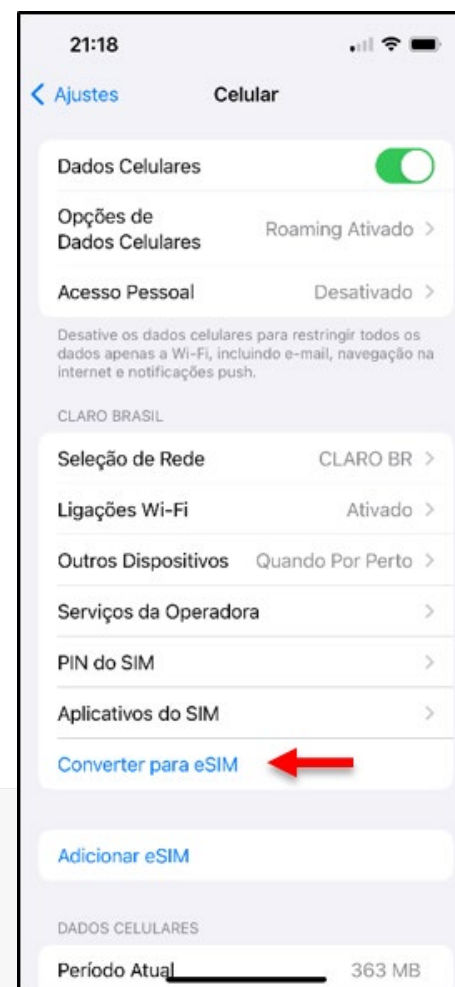 21:18
Ajustes
Celular
Dados Celulares
Opções de
Dados Celulares
Roaming Ativado
Acesso Pessoal
Desativado
Desative os dados celulares para restringir todos os
dados apenas a Wi-Fi, incluindo e-mail, navegação na
internet e notificações push.
CLARO BRASIL
Seleção de Rede
CLARO BR
Ligações Wi-Fi
Ativado
Outros Dispositivos
Quando Por Perto
Serviços da Operadora
PIN do SIM
Aplicativos do SIM
Converter para eSIM
Adicionar eSIM
DADOS CELULARES
Período Atual
363 MB